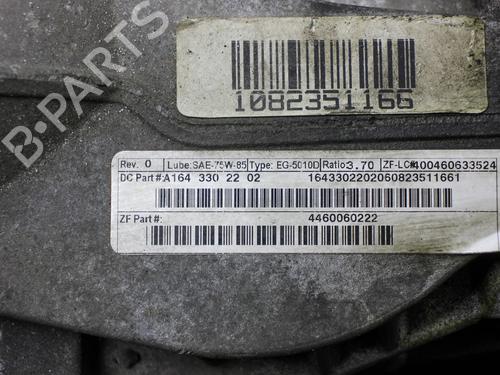 B-PARTS
1082351166
Rev. 0 Lube: SAE-75W-85 Type: EG-5010D Ratio: 3.70 ZF-LC#: 400460633524
DC Part#: A164 330 22 02 1643302202060823511661
ZF Part #: 4460060222